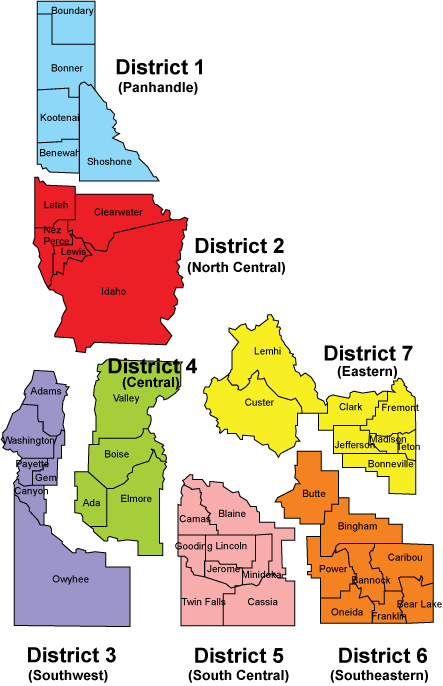 Boundary
Bonner
Kootenai
Benewah
Shoshone
District 1
(Panhandle)
Latah
Clearwater
Nez
Perce
Lewis
Idaho
District 2
(North Central)
District 4
(Central)
Valley
Boise
Ada
Elmore
Adams
Washington
Payette
Gem
Canyon
Owyhee
District 3
(Southwest)
Lemhi
Custer
District 7
(Eastern)
Clark
Fremont
Jefferson
Madison
Teton
Bonneville
Camas
Blaine
Gooding
Lincoln
Jerome
Minidoka
Twin Falls
Cassia
District 5
(South Central)
Butte
Bingham
Power
Caribou
Bannock
Oneida
Franklin
Bear Lake
District 6
(Southeastern)